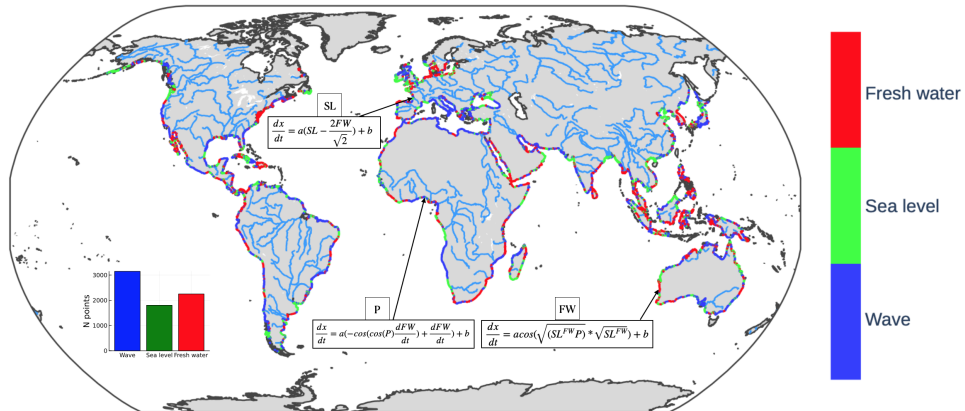 SL
dx/dt = a(SL − 2FW/√2) + b
P
dx/dt = a(−cos(cos(P) dFW/dt) + dFW/dt) + b
FW
dx/dt = acos(√((SL^FW P) * √SL^FW) + b
N points
3000
2000
1000
0
Wave
Sea level
Fresh water
Fresh water
Sea level
Wave